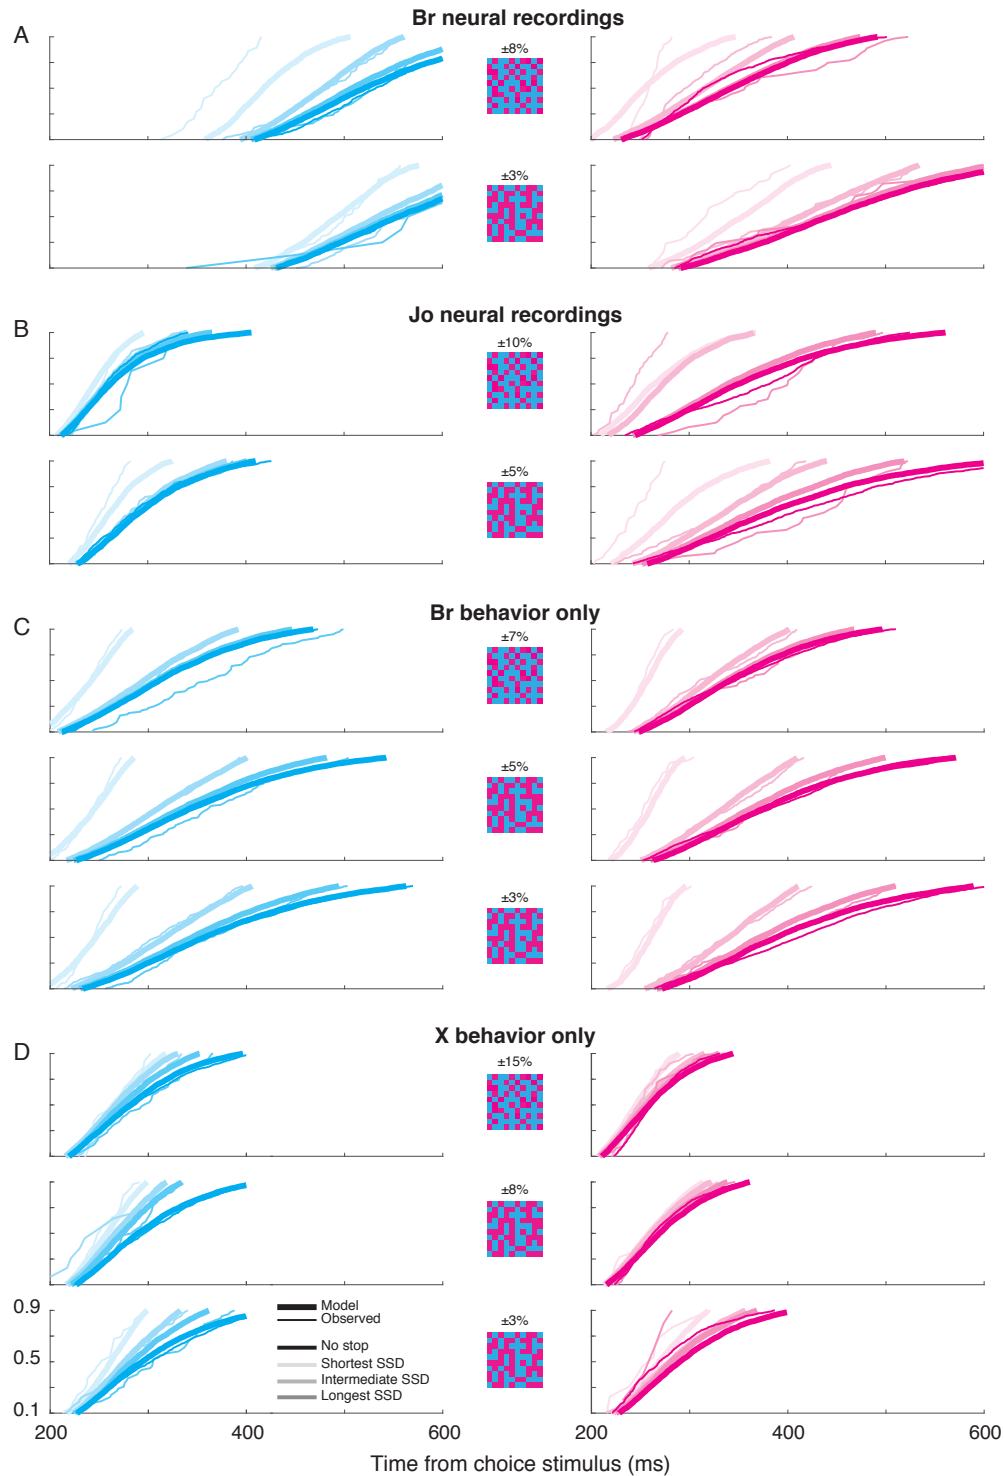 Br neural recordings
A
±8%
±3%
Jo neural recordings
B
±10%
±5%
Br behavior only
C
±7%
±5%
±3%
X behavior only
D
±15%
±8%
±3%
0.9
0.5
0.1
Model
Observed
No stop
Shortest SSD
Intermediate SSD
Longest SSD
200 400 600 200 400 600
Time from choice stimulus (ms)